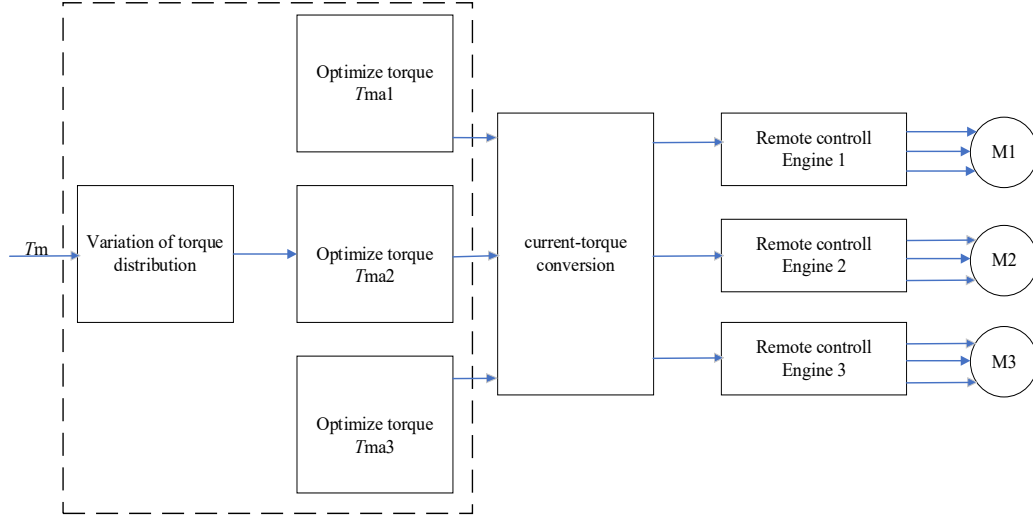 Tm
Variation of torque
distribution
Optimize torque
Tma1
Optimize torque
Tma2
Optimize torque
Tma3
current-torque
conversion
Remote controll
Engine 1
Remote controll
Engine 2
Remote controll
Engine 3
M1
M2
M3